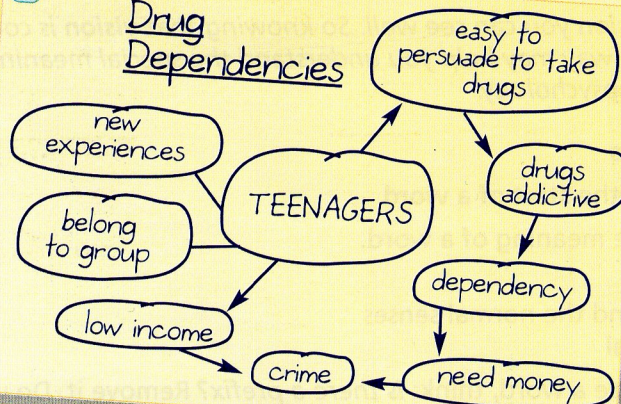 Drug
Dependencies
easy to
persuade to take
drugs
new
experiences
TEENAGERS
drugs
addictive
belong
to group
dependency
low income
crime
need money